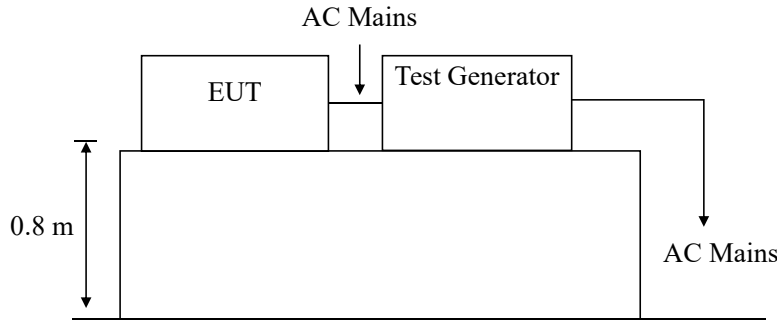 AC Mains
EUT
Test Generator
0.8 m
AC Mains